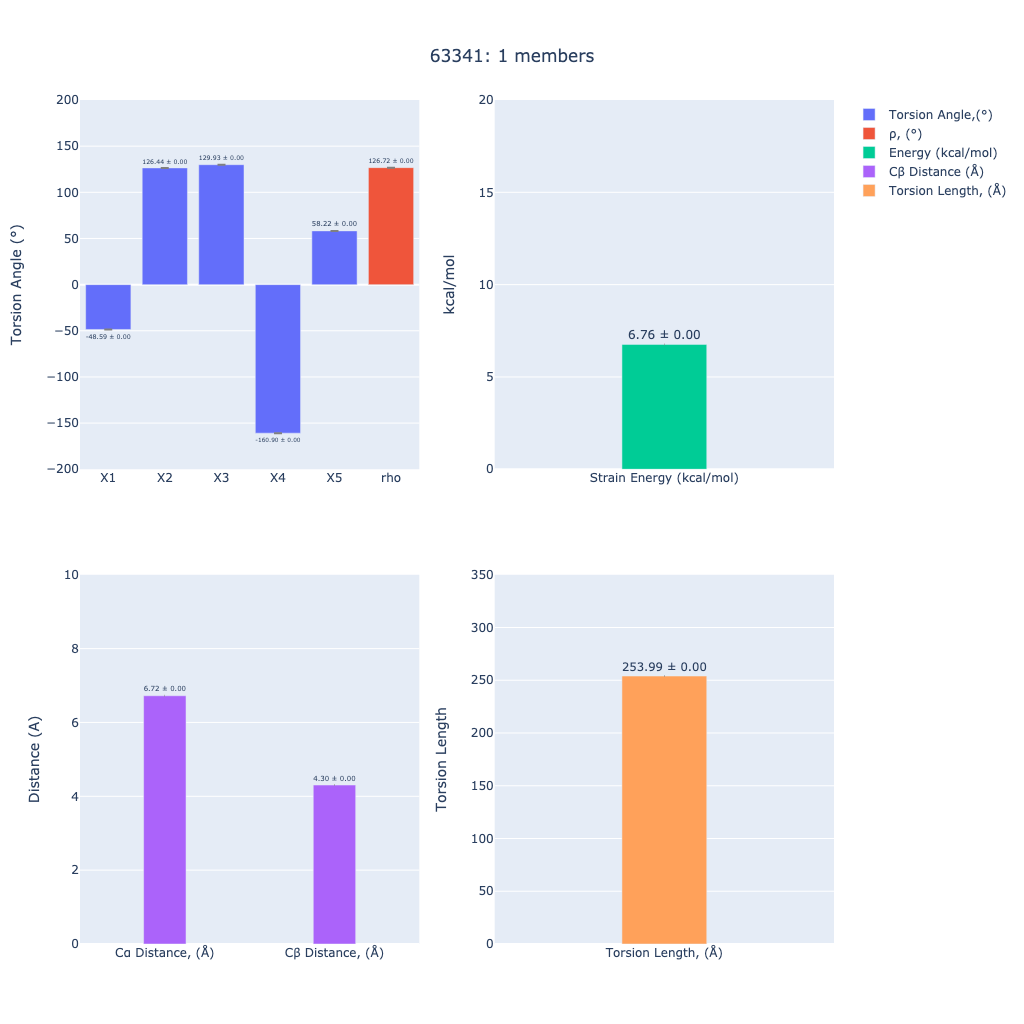 63341: 1 members
Torsion Angle (°)
200
150
100
50
0
−50
−100
−150
−200
-48.59 ± 0.00
126.44 ± 0.00
129.93 ± 0.00
-160.90 ± 0.00
58.22 ± 0.00
126.72 ± 0.00
X1 X2 X3 X4 X5 rho
kcal/mol
20
15
10
5
0
6.76 ± 0.00
Strain Energy (kcal/mol)
Torsion Angle,(°)
ρ, (°)
Energy (kcal/mol)
Cβ Distance (Å)
Torsion Length, (Å)
Distance (A)
10
8
6
4
2
0
6.72 ± 0.00
4.30 ± 0.00
Cα Distance, (Å) Cβ Distance, (Å)
Torsion Length
350
300
250
200
150
100
50
0
253.99 ± 0.00
Torsion Length, (Å)